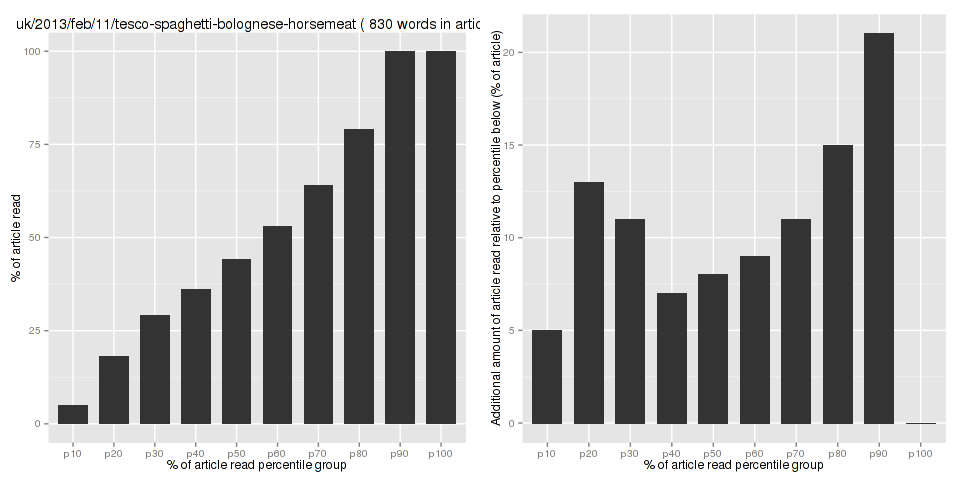 uk/2013/feb/11/tesco-spaghetti-bolognese-horsemeat ( 830 words in artic
% of article read
100
75
50
25
0
p10 p20 p30 p40 p50 p60 p70 p80 p90 p100
% of article read percentile group
Additional amount of article read relative to percentile below (% of article)
20
15
10
5
0
p10 p20 p30 p40 p50 p60 p70 p80 p90 p100
% of article read percentile group